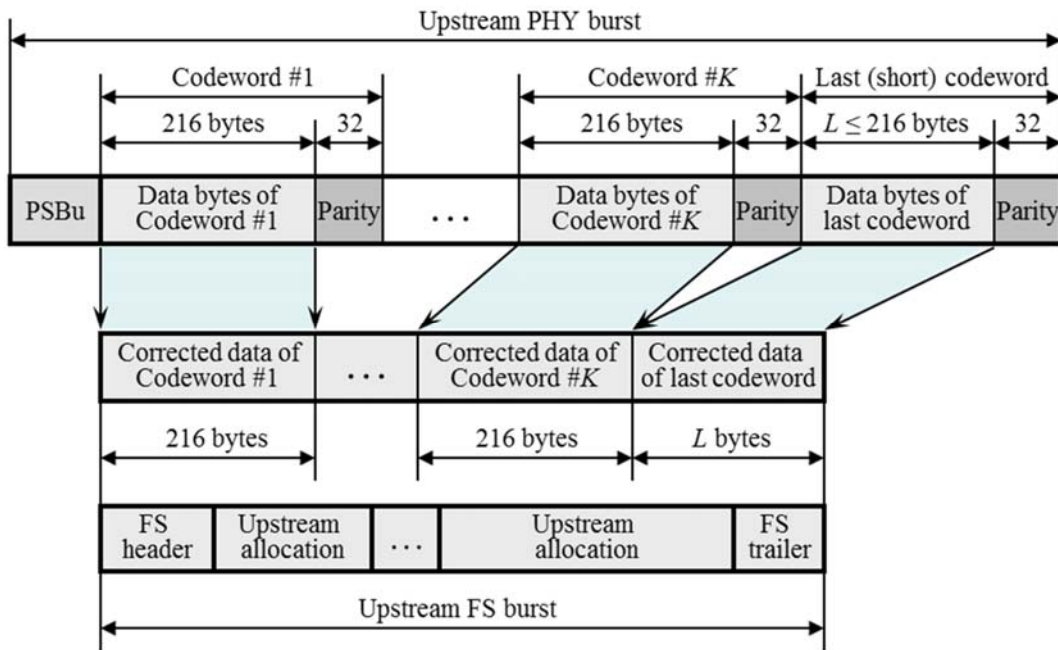 Upstream PHY burst
Codeword #1
Codeword #K
Last (short) codeword
216 bytes
32
216 bytes
32
L ≤ 216 bytes
32
PSBu
Data bytes of
Codeword #1
Parity
...
Data bytes of
Codeword #K
Parity
Data bytes of
last codeword
Parity
Corrected data of
Codeword #1
...
Corrected data of
Codeword #K
Corrected data
of last codeword
216 bytes
216 bytes
L bytes
FS
header
Upstream
allocation
...
Upstream
allocation
FS
trailer
Upstream FS burst